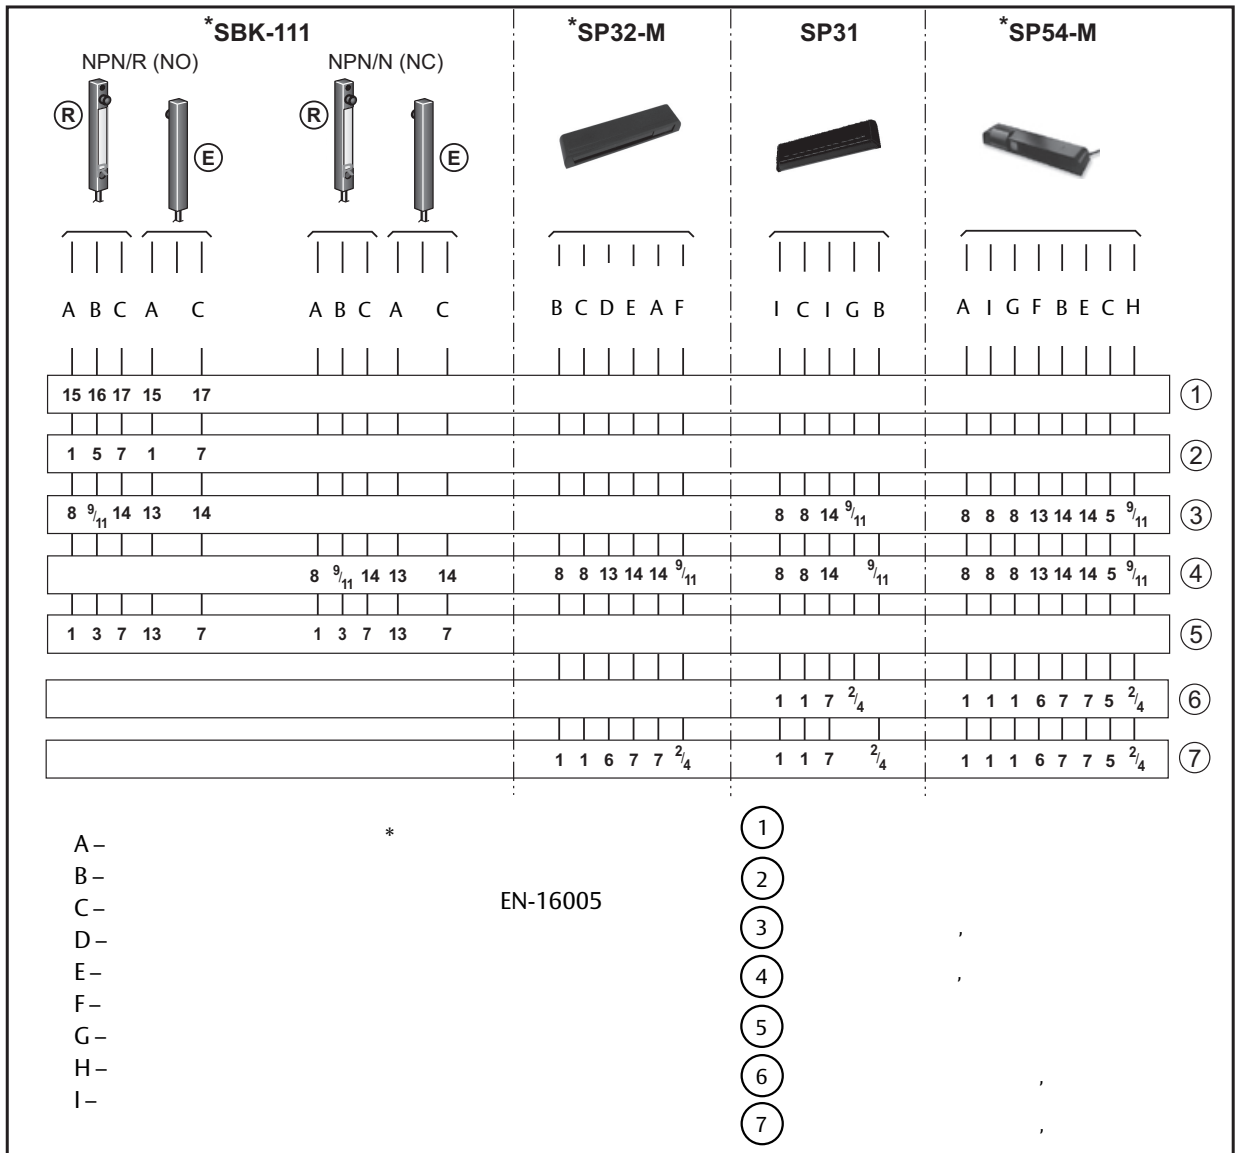 *SBK-111 *SP32-M SP31 *SP54-M
NPN/R (NO) NPN/N (NC)
R E R E
A B C A C A B C A C B C D E A F I C I G B A I G F B E C H
15 16 17 15 17 1
1 5 7 1 7 2
8 9/11 14 13 14 8 8 14 9/11 8 8 8 13 14 14 5 9/11 3
8 9/11 14 13 14 8 8 13 14 14 9/11 8 8 14 9/11 8 8 8 13 14 14 5 9/11 4
1 3 7 13 7 1 3 7 13 7 5
1 1 7 2/4 1 1 1 6 7 7 5 2/4 6
1 1 6 7 7 2/4 1 1 7 2/4 1 1 1 6 7 7 5 2/4 7
A –
B –
C –
D –
E –
F –
G –
H –
I –
*
EN-16005
1
2
3 ,
4 ,
5
6 ,
7 ,